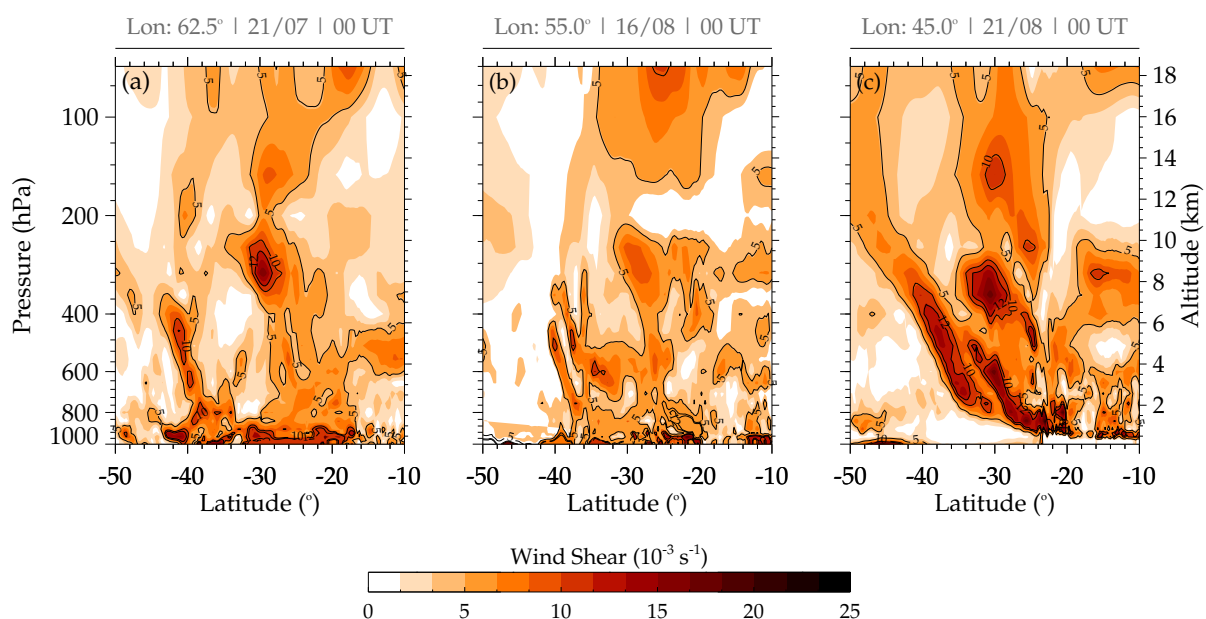 Lon: 62.5° | 21/07 | 00 UT
Lon: 55.0° | 16/08 | 00 UT
Lon: 45.0° | 21/08 | 00 UT
(a)
(b)
(c)
Pressure (hPa)
100
200
400
600
800
1000
Altitude (km)
18
16
14
12
10
8
6
4
2
-50 -40 -30 -20 -10
-50 -40 -30 -20 -10
-50 -40 -30 -20 -10
Latitude (°)
Latitude (°)
Latitude (°)
Wind Shear (10⁻³ s⁻¹)
0 5 10 15 20 25